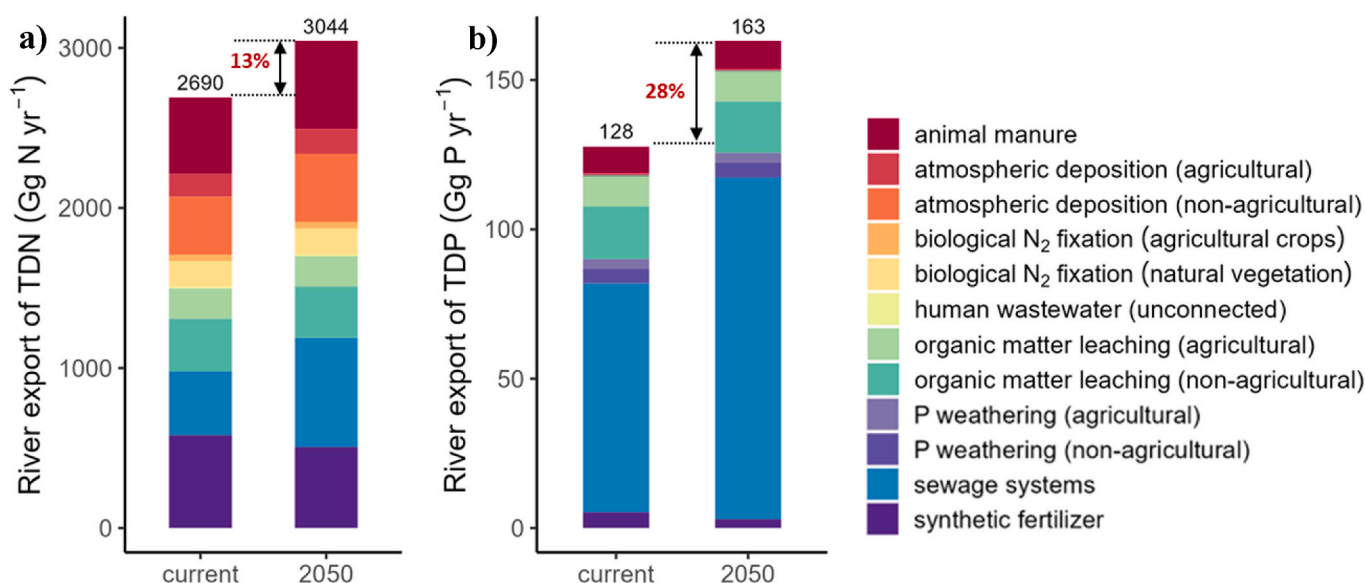 a)
River export of TDN (Gg N yr⁻¹)
3000
2000
1000
0
2690
13%
3044
current
2050
b)
River export of TDP (Gg P yr⁻¹)
150
100
50
0
128
28%
163
current
2050
animal manure
atmospheric deposition (agricultural)
atmospheric deposition (non-agricultural)
biological N₂ fixation (agricultural crops)
biological N₂ fixation (natural vegetation)
human wastewater (unconnected)
organic matter leaching (agricultural)
organic matter leaching (non-agricultural)
P weathering (agricultural)
P weathering (non-agricultural)
sewage systems
synthetic fertilizer